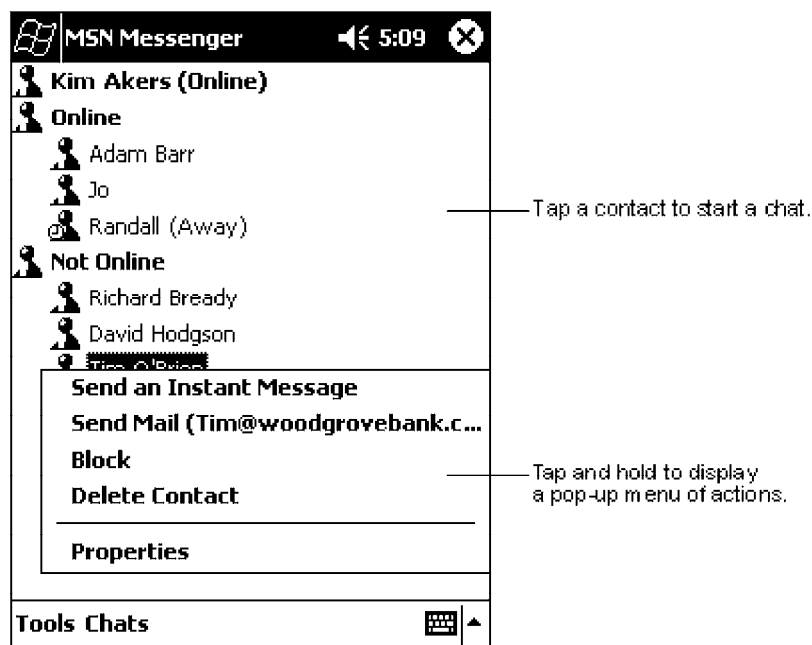 MSN Messenger 5:09
Kim Akers (Online)
Online
Adam Barr
Jo
Randall (Away)
Tap a contact to start a chat.
Not Online
Richard Bready
David Hodgson
Tim O'Brien
Send an Instant Message
Send Mail (Tim@woodgrovebank.c...
Block
Delete Contact
Tap and hold to display
a pop-up menu of actions.
Properties
Tools Chats